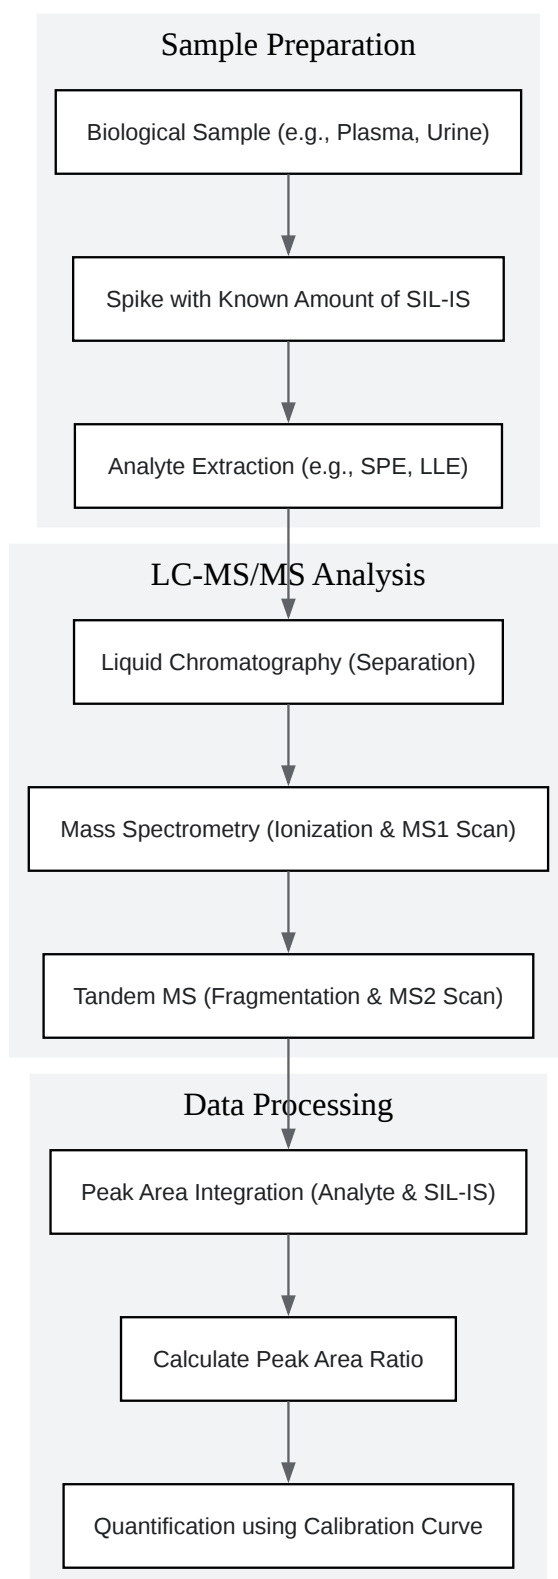 Sample Preparation
Biological Sample (e.g., Plasma, Urine)
Spike with Known Amount of SIL-IS
Analyte Extraction (e.g., SPE, LLE)
LC-MS/MS Analysis
Liquid Chromatography (Separation)
Mass Spectrometry (Ionization & MS1 Scan)
Tandem MS (Fragmentation & MS2 Scan)
Data Processing
Peak Area Integration (Analyte & SIL-IS)
Calculate Peak Area Ratio
Quantification using Calibration Curve